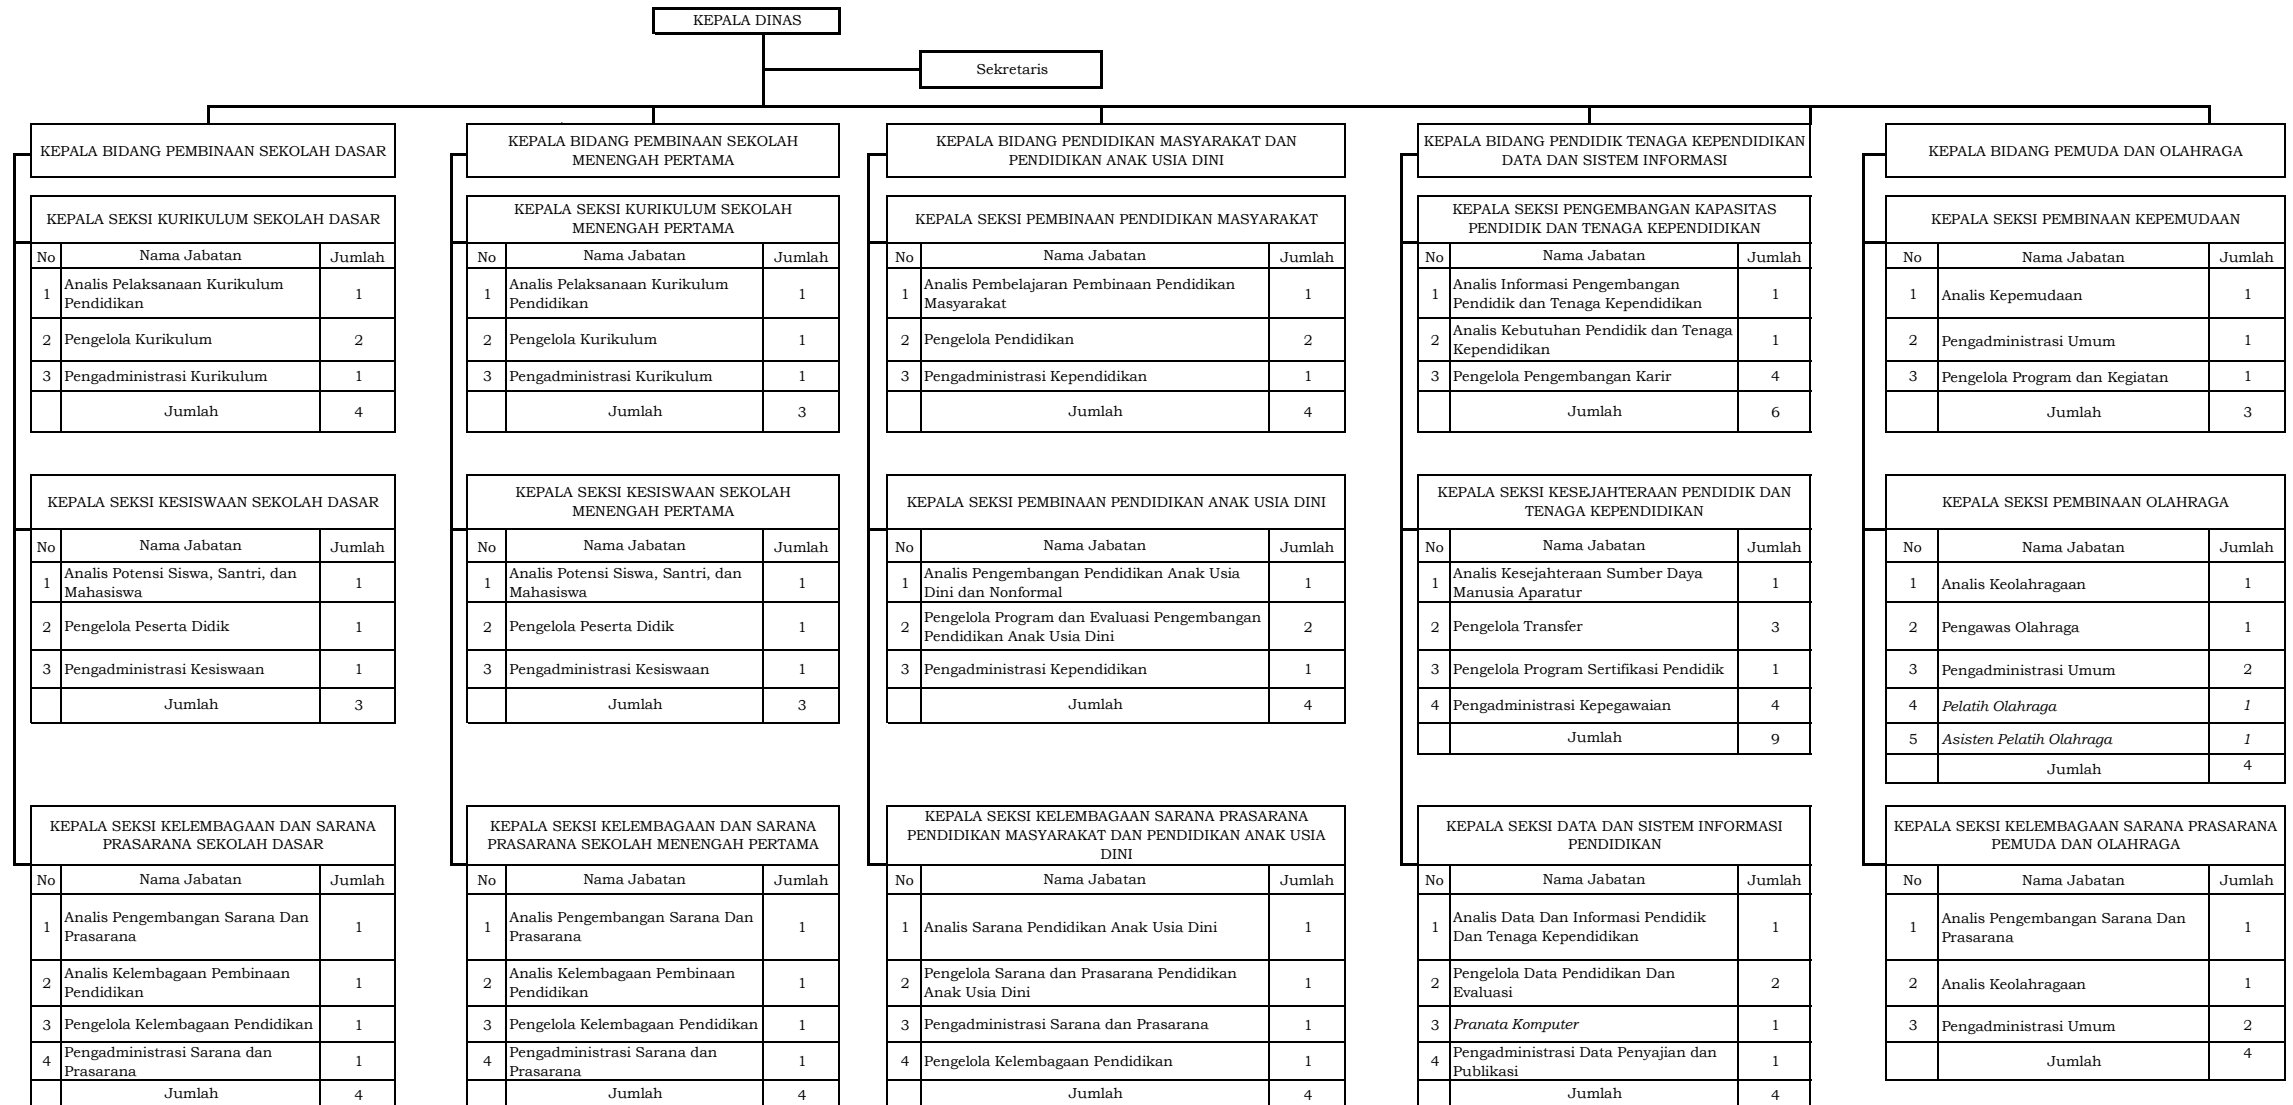 KEPALA DINAS
Sekretaris
KEPALA BIDANG PEMBINAAN SEKOLAH DASAR
KEPALA SEKSI KURIKULUM SEKOLAH DASAR
No Nama Jabatan Jumlah
1 Analis Pelaksanaan Kurikulum
Pendidikan 1
2 Pengelola Kurikulum 2
3 Pengadministrasi Kurikulum 1
Jumlah 4
KEPALA SEKSI KESISWAAN SEKOLAH DASAR
No Nama Jabatan Jumlah
1 Analis Potensi Siswa, Santri, dan
Mahasiswa 1
2 Pengelola Peserta Didik 1
3 Pengadministrasi Kesiswaan 1
Jumlah 3
KEPALA SEKSI KELEMBAGAAN DAN SARANA
PRASARANA SEKOLAH DASAR
No Nama Jabatan Jumlah
1 Analis Pengembangan Sarana Dan
Prasarana 1
2 Analis Kelembagaan Pembinaan
Pendidikan 1
3 Pengelola Kelembagaan Pendidikan 1
4 Pengadministrasi Sarana dan
Prasarana 1
Jumlah 4
KEPALA BIDANG PEMBINAAN SEKOLAH
MENENGAH PERTAMA
KEPALA SEKSI KURIKULUM SEKOLAH
MENENGAH PERTAMA
No Nama Jabatan Jumlah
1 Analis Pelaksanaan Kurikulum
Pendidikan 1
2 Pengelola Kurikulum 1
3 Pengadministrasi Kurikulum 1
Jumlah 3
KEPALA SEKSI KESISWAAN SEKOLAH
MENENGAH PERTAMA
No Nama Jabatan Jumlah
1 Analis Potensi Siswa, Santri, dan
Mahasiswa 1
2 Pengelola Peserta Didik 1
3 Pengadministrasi Kesiswaan 1
Jumlah 3
KEPALA SEKSI KELEMBAGAAN DAN SARANA
PRASARANA SEKOLAH MENENGAH PERTAMA
No Nama Jabatan Jumlah
1 Analis Pengembangan Sarana Dan
Prasarana 1
2 Analis Kelembagaan Pembinaan
Pendidikan 1
3 Pengelola Kelembagaan Pendidikan 1
4 Pengadministrasi Sarana dan
Prasarana 1
Jumlah 4
KEPALA BIDANG PENDIDIKAN MASYARAKAT DAN
PENDIDIKAN ANAK USIA DINI
KEPALA SEKSI PEMBINAAN PENDIDIKAN MASYARAKAT
No Nama Jabatan Jumlah
1 Analis Pembelajaran Pembinaan Pendidikan
Masyarakat 1
2 Pengelola Pendidikan 2
3 Pengadministrasi Kependidikan 1
Jumlah 4
KEPALA SEKSI PEMBINAAN PENDIDIKAN ANAK USIA DINI
No Nama Jabatan Jumlah
1 Analis Pengembangan Pendidikan Anak Usia
Dini dan Nonformal 1
2 Pengelola Program dan Evaluasi Pengembangan
Pendidikan Anak Usia Dini 2
3 Pengadministrasi Kependidikan 1
Jumlah 4
KEPALA SEKSI KELEMBAGAAN SARANA PRASARANA
PENDIDIKAN MASYARAKAT DAN PENDIDIKAN ANAK USIA
DINI
No Nama Jabatan Jumlah
1 Analis Sarana Pendidikan Anak Usia Dini 1
2 Pengelola Sarana dan Prasarana Pendidikan
Anak Usia Dini 1
3 Pengadministrasi Sarana dan Prasarana 1
4 Pengelola Kelembagaan Pendidikan 1
Jumlah 4
KEPALA BIDANG PENDIDIK TENAGA KEPENDIDIKAN
DATA DAN SISTEM INFORMASI
KEPALA SEKSI PENGEMBANGAN KAPASITAS
PENDIDIK DAN TENAGA KEPENDIDIKAN
No Nama Jabatan Jumlah
1 Analis Informasi Pengembangan
Pendidik dan Tenaga Kependidikan 1
2 Analis Kebutuhan Pendidik dan Tenaga
Kependidikan 1
3 Pengelola Pengembangan Karir 4
Jumlah 6
KEPALA SEKSI KESEJAHTERAAN PENDIDIK DAN
TENAGA KEPENDIDIKAN
No Nama Jabatan Jumlah
1 Analis Kesejahteraan Sumber Daya
Manusia Aparatur 1
2 Pengelola Transfer 3
3 Pengelola Program Sertifikasi Pendidik 1
4 Pengadministrasi Kepegawaian 4
Jumlah 9
KEPALA SEKSI DATA DAN SISTEM INFORMASI
PENDIDIKAN
No Nama Jabatan Jumlah
1 Analis Data Dan Informasi Pendidik
Dan Tenaga Kependidikan 1
2 Pengelola Data Pendidikan Dan
Evaluasi 2
3 Pranata Komputer 1
4 Pengadministrasi Data Penyajian dan
Publikasi 1
Jumlah 4
KEPALA BIDANG PEMUDA DAN OLAHRAGA
KEPALA SEKSI PEMBINAAN KEPEMUDAAN
No Nama Jabatan Jumlah
1 Analis Kepemudaan 1
2 Pengadministrasi Umum 1
3 Pengelola Program dan Kegiatan 1
Jumlah 3
KEPALA SEKSI PEMBINAAN OLAHRAGA
No Nama Jabatan Jumlah
1 Analis Keolahragaan 1
2 Pengawas Olahraga 1
3 Pengadministrasi Umum 2
4 Pelatih Olahraga 1
5 Asisten Pelatih Olahraga 1
Jumlah 4
KEPALA SEKSI KELEMBAGAAN SARANA PRASARANA
PEMUDA DAN OLAHRAGA
No Nama Jabatan Jumlah
1 Analis Pengembangan Sarana Dan
Prasarana 1
2 Analis Keolahragaan 1
3 Pengadministrasi Umum 2
Jumlah 4